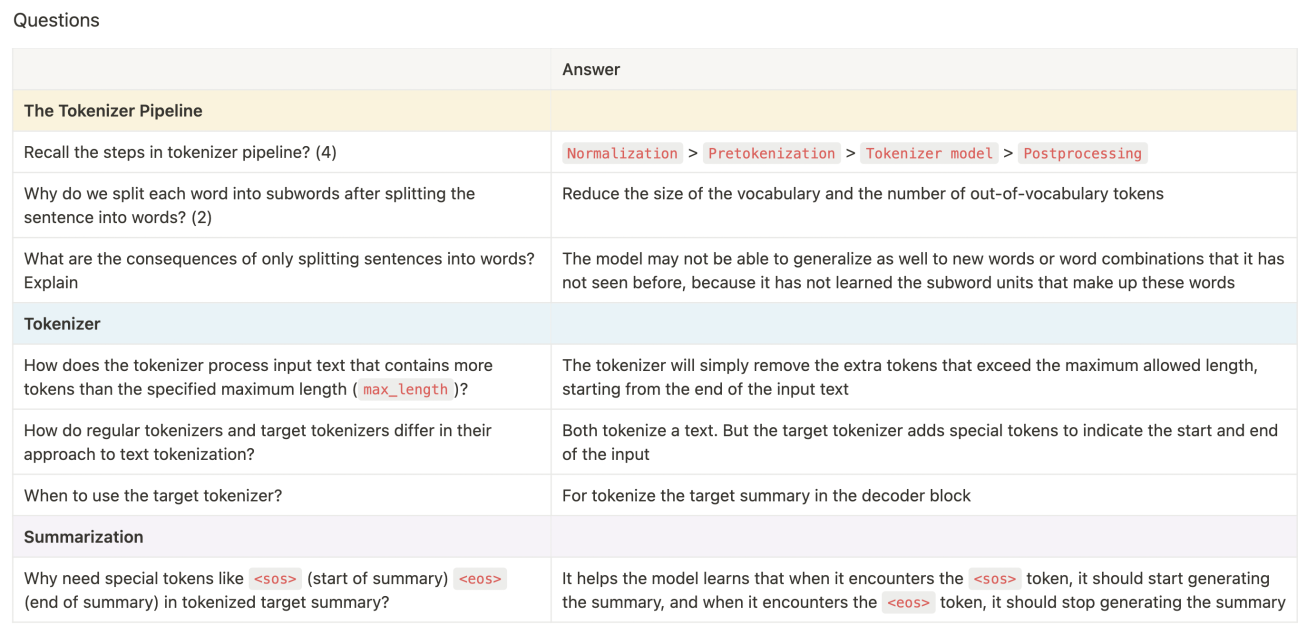 Questions
Answer
The Tokenizer Pipeline
Recall the steps in tokenizer pipeline? (4)
Normalization > Pretokenization > Tokenizer model > Postprocessing
Why do we split each word into subwords after splitting the
sentence into words? (2)
Reduce the size of the vocabulary and the number of out-of-vocabulary tokens
What are the consequences of only splitting sentences into words?
Explain
The model may not be able to generalize as well to new words or word combinations that it has
not seen before, because it has not learned the subword units that make up these words
Tokenizer
How does the tokenizer process input text that contains more
tokens than the specified maximum length ( max_length )?
The tokenizer will simply remove the extra tokens that exceed the maximum allowed length,
starting from the end of the input text
How do regular tokenizers and target tokenizers differ in their
approach to text tokenization?
Both tokenize a text. But the target tokenizer adds special tokens to indicate the start and end
of the input
When to use the target tokenizer?
For tokenize the target summary in the decoder block
Summarization
Why need special tokens like <sos> (start of summary) <eos>
(end of summary) in tokenized target summary?
It helps the model learns that when it encounters the <sos> token, it should start generating
the summary, and when it encounters the <eos> token, it should stop generating the summary